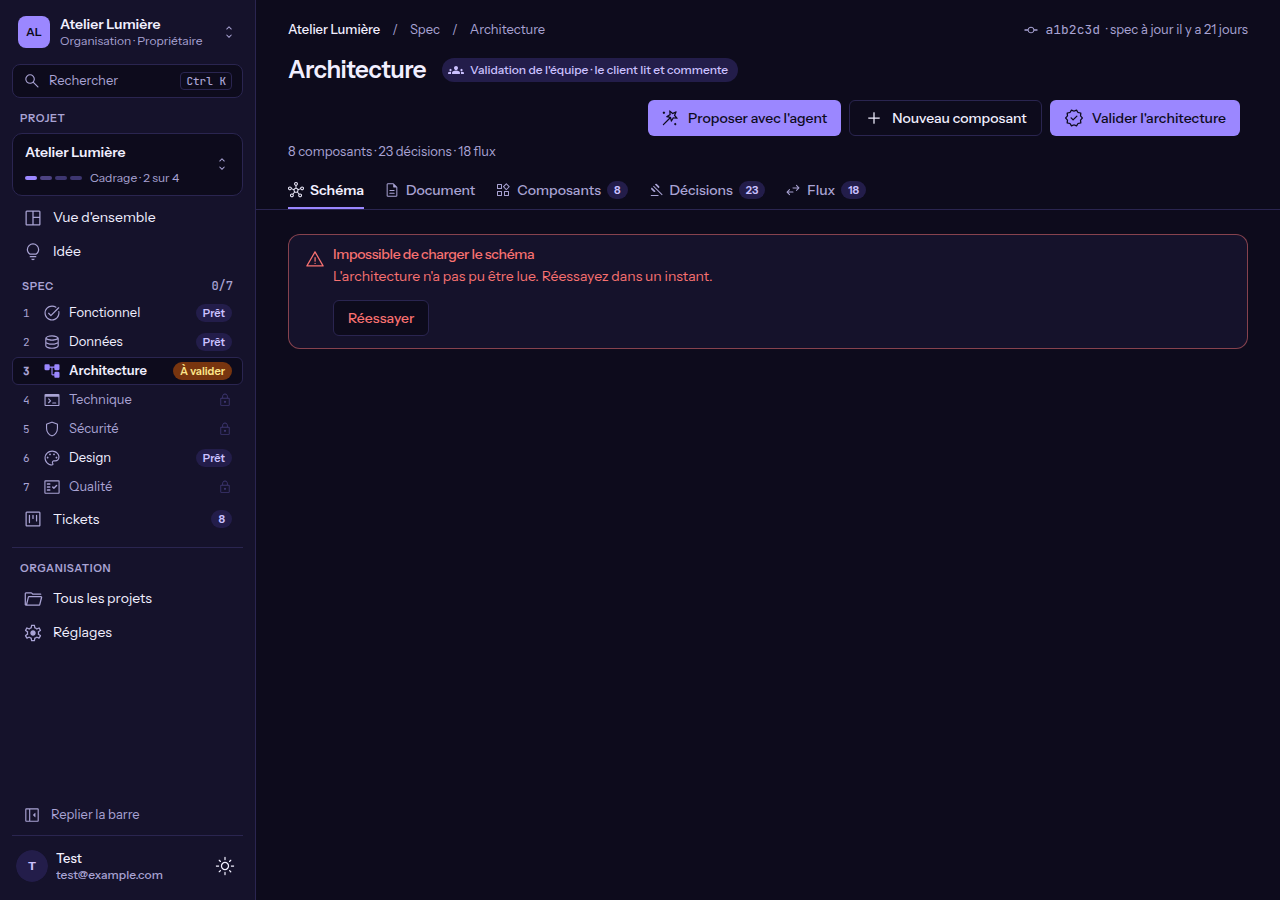 AL
Atelier Lumière
Organisation · Propriétaire
Rechercher
Ctrl K
PROJET
Atelier Lumière
Cadrage · 2 sur 4
Vue d'ensemble
Idée
SPEC 0/7
1 Fonctionnel Prêt
2 Données Prêt
3 Architecture À valider
4 Technique
5 Sécurité
6 Design Prêt
7 Qualité
Tickets 8
ORGANISATION
Tous les projets
Réglages
Replier la barre
T
Test
test@example.com
Atelier Lumière / Spec / Architecture
a1b2c3d · spec à jour il y a 21 jours
Architecture
Validation de l'équipe · le client lit et commente
Proposer avec l'agent
Nouveau composant
Valider l'architecture
8 composants · 23 décisions · 18 flux
Schéma
Document
Composants 8
Décisions 23
Flux 18
Impossible de charger le schéma
L'architecture n'a pas pu être lue. Réessayez dans un instant.
Réessayer